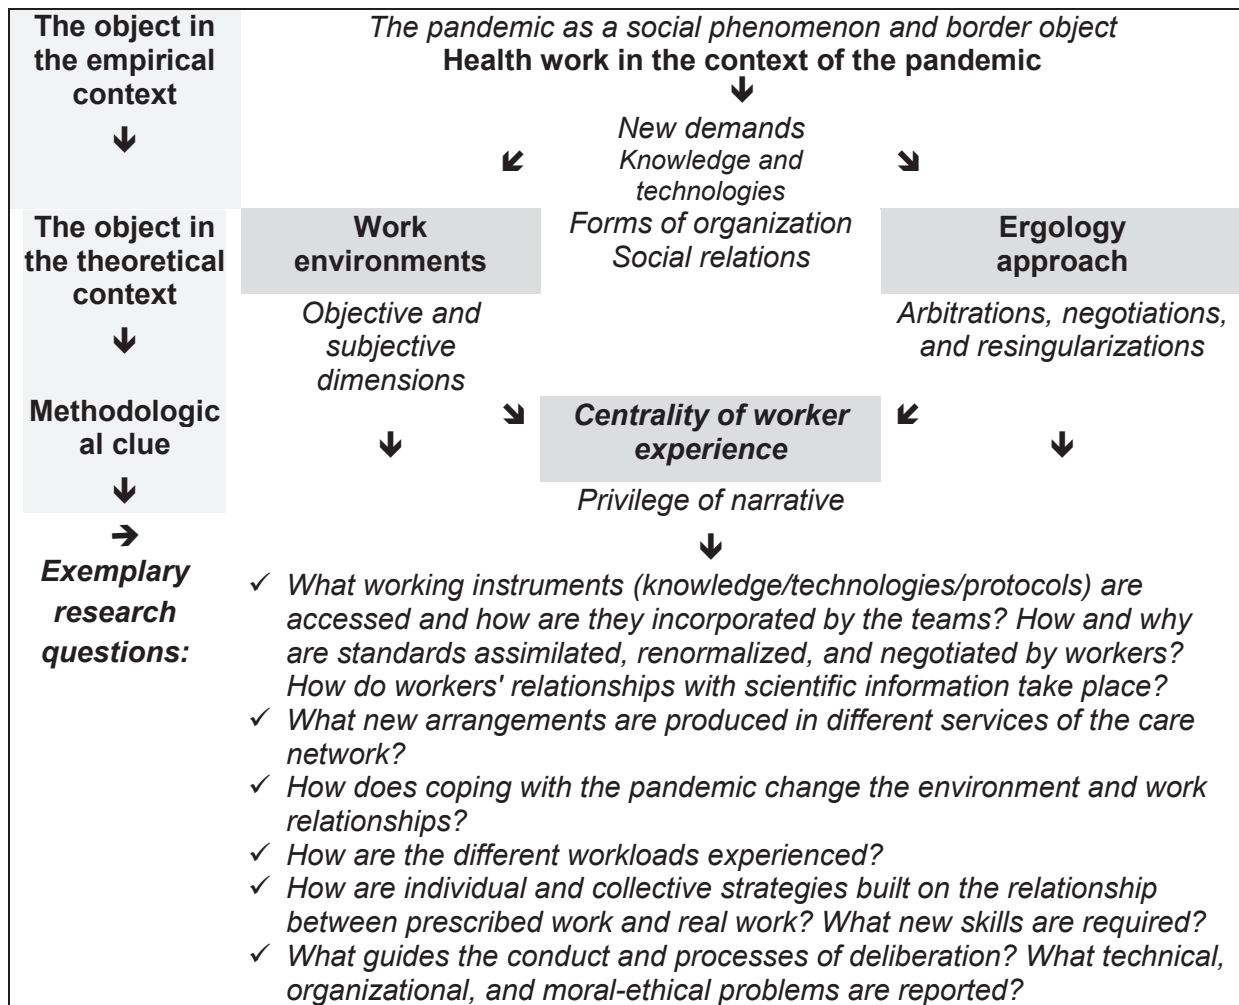 The object in
the empirical
context
The pandemic as a social phenomenon and border object
Health work in the context of the pandemic
New demands
Knowledge and
technologies
Forms of organization
Social relations
The object in
the theoretical
context
Work
environments
Ergology
approach
Objective and
subjective
dimensions
Arbitrations, negotiations,
and resingularizations
Methodologic
al clue
Centrality of worker
experience
Privilege of narrative
Exemplary
research
questions:
✓ What working instruments (knowledge/technologies/protocols) are
accessed and how are they incorporated by the teams? How and why
are standards assimilated, renormalized, and negotiated by workers?
How do workers' relationships with scientific information take place?
✓ What new arrangements are produced in different services of the care
network?
✓ How does coping with the pandemic change the environment and work
relationships?
✓ How are the different workloads experienced?
✓ How are individual and collective strategies built on the relationship
between prescribed work and real work? What new skills are required?
✓ What guides the conduct and processes of deliberation? What technical,
organizational, and moral-ethical problems are reported?